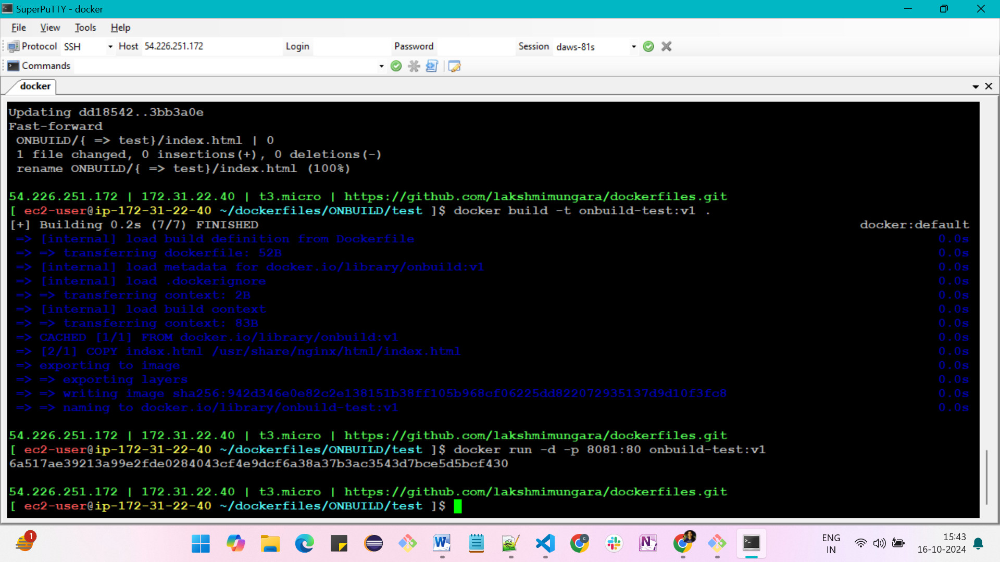 SuperPuTTY - docker
File View Tools Help
Protocol SSH Host 54.226.251.172 Login Password Session daws-81s
Commands
docker
Updating dd18542..3bb3a0e
Fast-forward
 ONBUILD/{ => test}/index.html | 0
 1 file changed, 0 insertions(+), 0 deletions(-)
 rename ONBUILD/{ => test}/index.html (100%)
54.226.251.172 | 172.31.22.40 | t3.micro | https://github.com/lakshmimungara/dockerfiles.git
[ ec2-user@ip-172-31-22-40 ~/dockerfiles/ONBUILD/test ]$ docker build -t onbuild-test:v1 .
[+] Building 0.2s (7/7) FINISHED docker:default
 => [internal] load build definition from Dockerfile 0.0s
 => => transferring dockerfile: 52B 0.0s
 => [internal] load metadata for docker.io/library/onbuild:v1 0.0s
 => [internal] load .dockerignore 0.0s
 => => transferring context: 2B 0.0s
 => [internal] load build context 0.0s
 => => transferring context: 83B 0.0s
 => CACHED [1/1] FROM docker.io/library/onbuild:v1 0.0s
 => [2/1] COPY index.html /usr/share/nginx/html/index.html 0.0s
 => exporting to image 0.0s
 => => exporting layers 0.0s
 => => writing image sha256:942d346e0e82c2e138151b38ff105b968cf06225dd822072935137d9d10f3fc8 0.0s
 => => naming to docker.io/library/onbuild-test:v1 0.0s
54.226.251.172 | 172.31.22.40 | t3.micro | https://github.com/lakshmimungara/dockerfiles.git
[ ec2-user@ip-172-31-22-40 ~/dockerfiles/ONBUILD/test ]$ docker run -d -p 8081:80 onbuild-test:v1
6a517ae39213a99e2fde0284043cf4e9dcf6a38a37b3ac3543d7bce5d5bcf430
54.226.251.172 | 172.31.22.40 | t3.micro | https://github.com/lakshmimungara/dockerfiles.git
[ ec2-user@ip-172-31-22-40 ~/dockerfiles/ONBUILD/test ]$
1
ENG
IN
15:43
16-10-2024